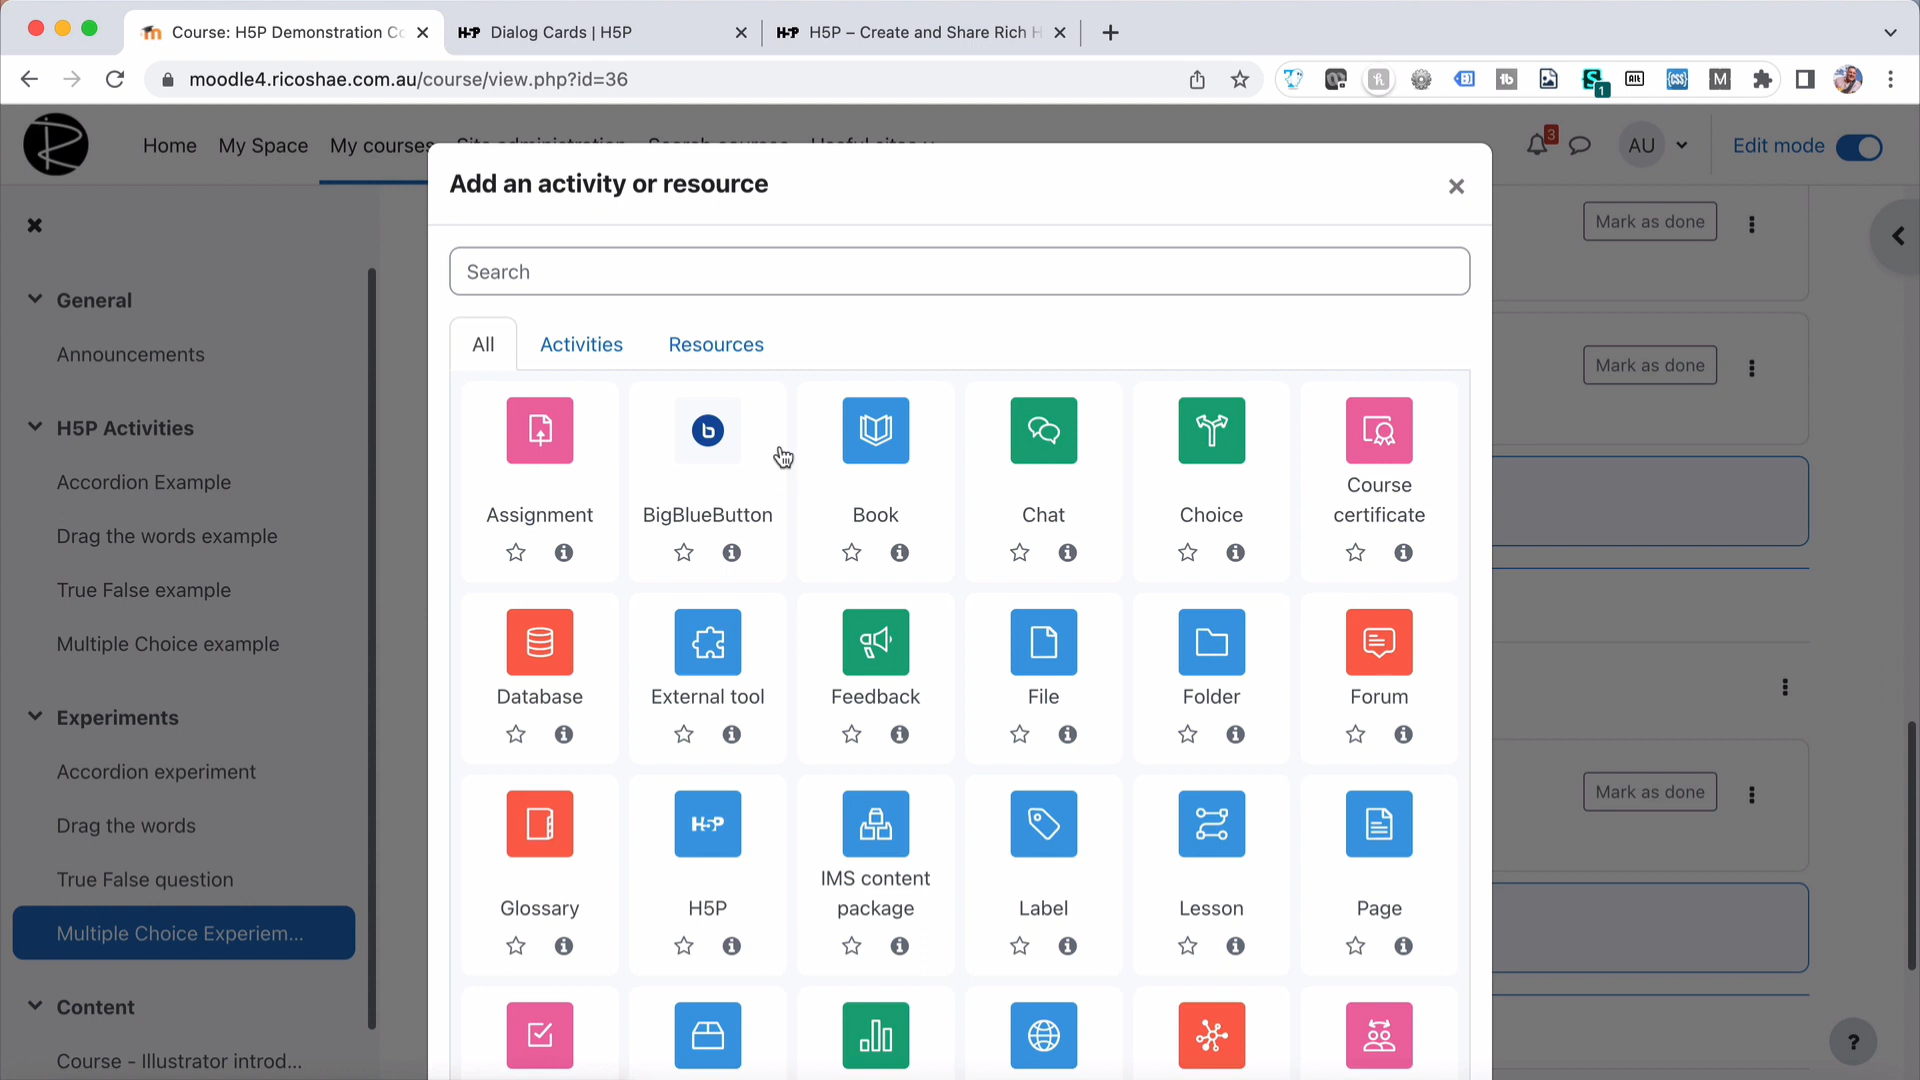 Course: H5P Demonstration Co
H-P Dialog Cards | H5P
H-P H5P – Create and Share Rich H
moodle4.ricoshae.com.au/course/view.php?id=36
1
Home My Space My courses Site administration Search courses Useful sites
3
AU
Edit mode
Add an activity or resource
Search
All Activities Resources
Mark as done
Mark as done
Mark as done
General
Announcements
H5P Activities
Accordion Example
Drag the words example
True False example
Multiple Choice example
Experiments
Accordion experiment
Drag the words
True False question
Multiple Choice Experiem...
Content
Course - Illustrator introd...
Assignment
BigBlueButton
Book
Chat
Choice
Course certificate
Database
External tool
Feedback
File
Folder
Forum
Glossary
H-P
H5P
IMS content package
Label
Lesson
Page
?